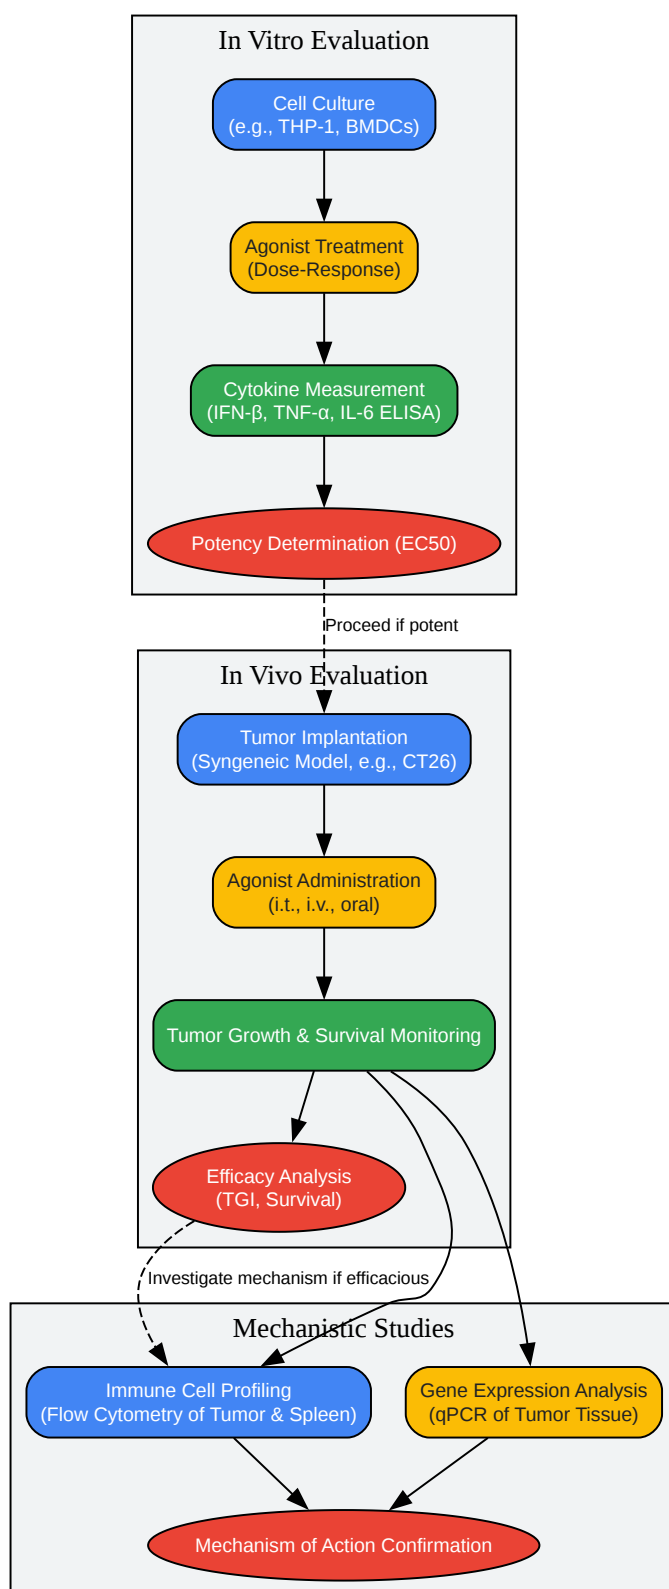 In Vitro Evaluation
Cell Culture
(e.g., THP-1, BMDCs)
Agonist Treatment
(Dose-Response)
Cytokine Measurement
(IFN-β, TNF-α, IL-6 ELISA)
Potency Determination (EC50)
Proceed if potent
In Vivo Evaluation
Tumor Implantation
(Syngeneic Model, e.g., CT26)
Agonist Administration
(i.t., i.v., oral)
Tumor Growth & Survival Monitoring
Efficacy Analysis
(TGI, Survival)
Investigate mechanism if efficacious
Mechanistic Studies
Immune Cell Profiling
(Flow Cytometry of Tumor & Spleen)
Gene Expression Analysis
(qPCR of Tumor Tissue)
Mechanism of Action Confirmation